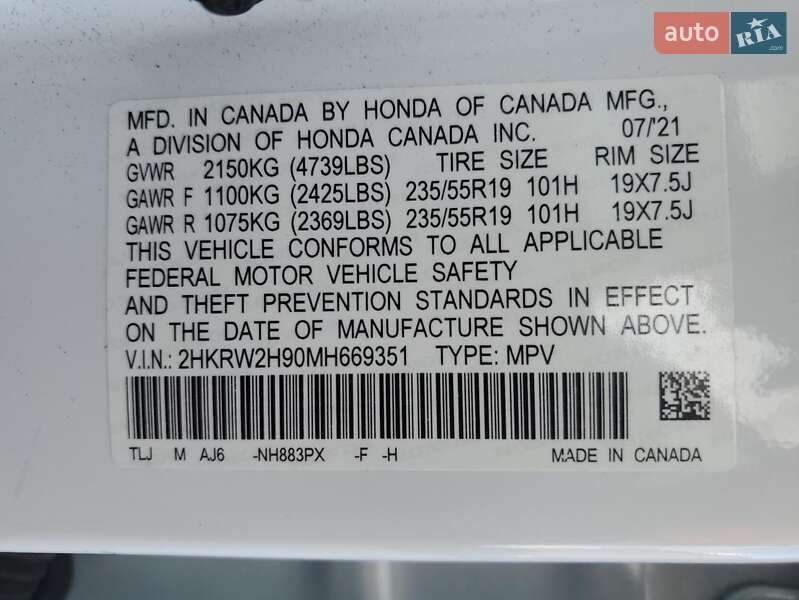 auto RIA.com
MFD. IN CANADA BY HONDA OF CANADA MFG.,
A DIVISION OF HONDA CANADA INC. 07/'21
GVWR 2150KG (4739LBS) TIRE SIZE RIM SIZE
GAWR F 1100KG (2425LBS) 235/55R19 101H 19X7.5J
GAWR R 1075KG (2369LBS) 235/55R19 101H 19X7.5J
THIS VEHICLE CONFORMS TO ALL APPLICABLE
FEDERAL MOTOR VEHICLE SAFETY
AND THEFT PREVENTION STANDARDS IN EFFECT
ON THE DATE OF MANUFACTURE SHOWN ABOVE.
V.I.N.: 2HKRW2H90MH669351 TYPE: MPV
TLJ M AJ6 -NH883PX -F -H MADE IN CANADA